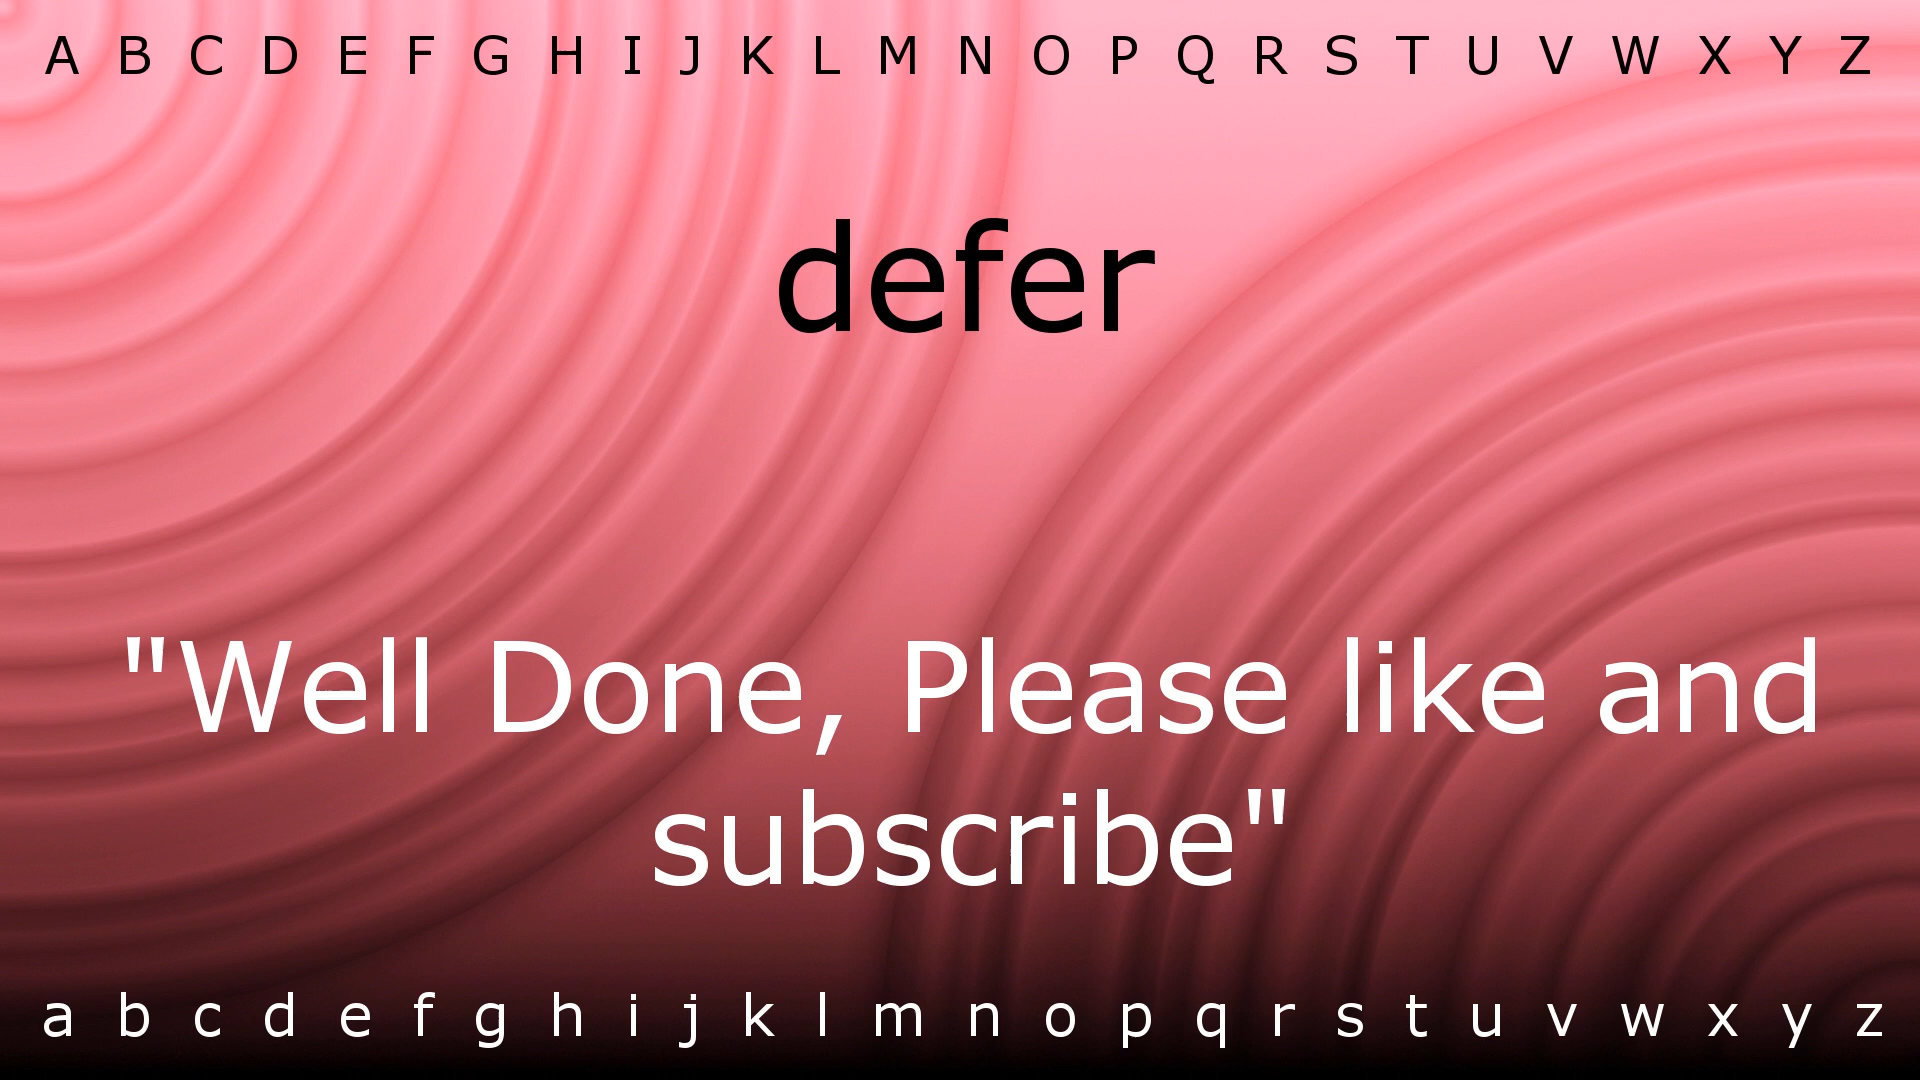 A B C D E F G H I J K L M N O P Q R S T U V W X Y Z
defer
"Well Done, Please like and
subscribe"
a b c d e f g h i j k l m n o p q r s t u v w x y z